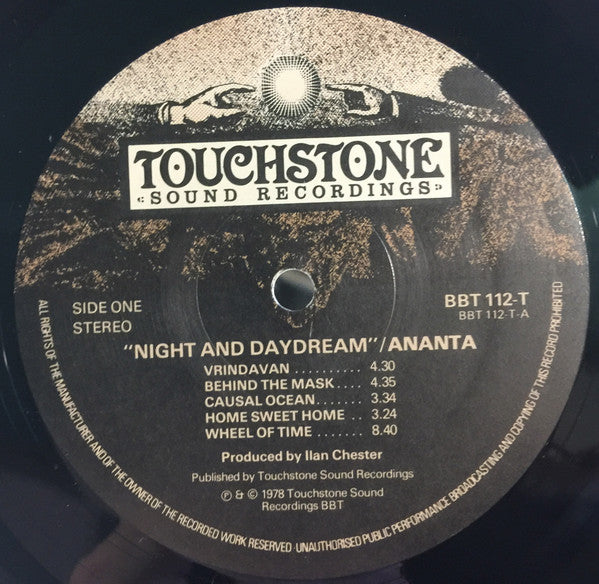 TOUCHSTONE
SOUND RECORDINGS
SIDE ONE
STEREO
BBT 112-T
BBT 112-T-A
"NIGHT AND DAYDREAM"/ANANTA
VRINDAVAN .......... 4.30
BEHIND THE MASK.... 4.35
CAUSAL OCEAN....... 3.34
HOME SWEET HOME .. 3.24
WHEEL OF TIME ....... 8.40
Produced by Ilan Chester
Published by Touchstone Sound Recordings
℗ & © 1978 Touchstone Sound
Recordings BBT
ALL RIGHTS OF THE MANUFACTURER AND OF THE OWNER OF THE RECORDED WORK RESERVED · UNAUTHORISED PUBLIC PERFORMANCE BROADCASTING AND COPYING OF THIS RECORD PROHIBITED